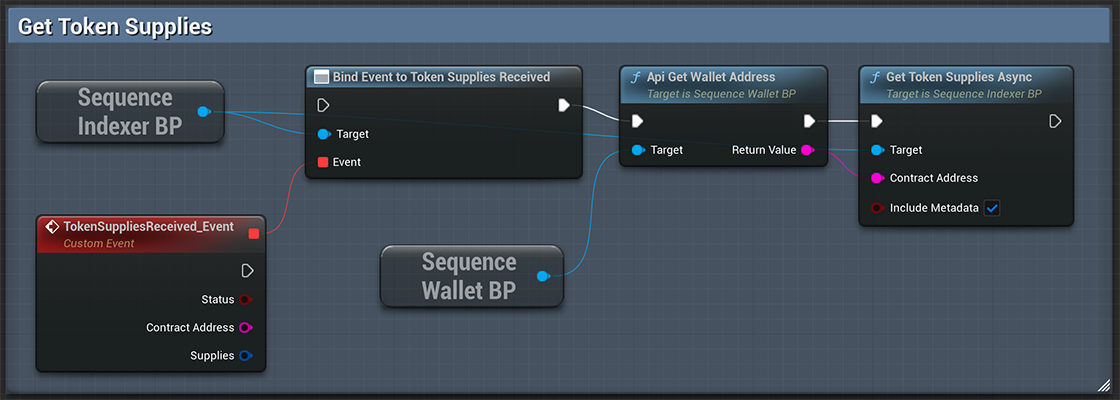 Get Token Supplies
Sequence
Indexer BP
Bind Event to Token Supplies Received
Target
Event
Api Get Wallet Address
Target is Sequence Wallet BP
Target
Return Value
Get Token Supplies Async
Target is Sequence Indexer BP
Target
Contract Address
Include Metadata
TokenSuppliesReceived_Event
Custom Event
Status
Contract Address
Supplies
Sequence
Wallet BP